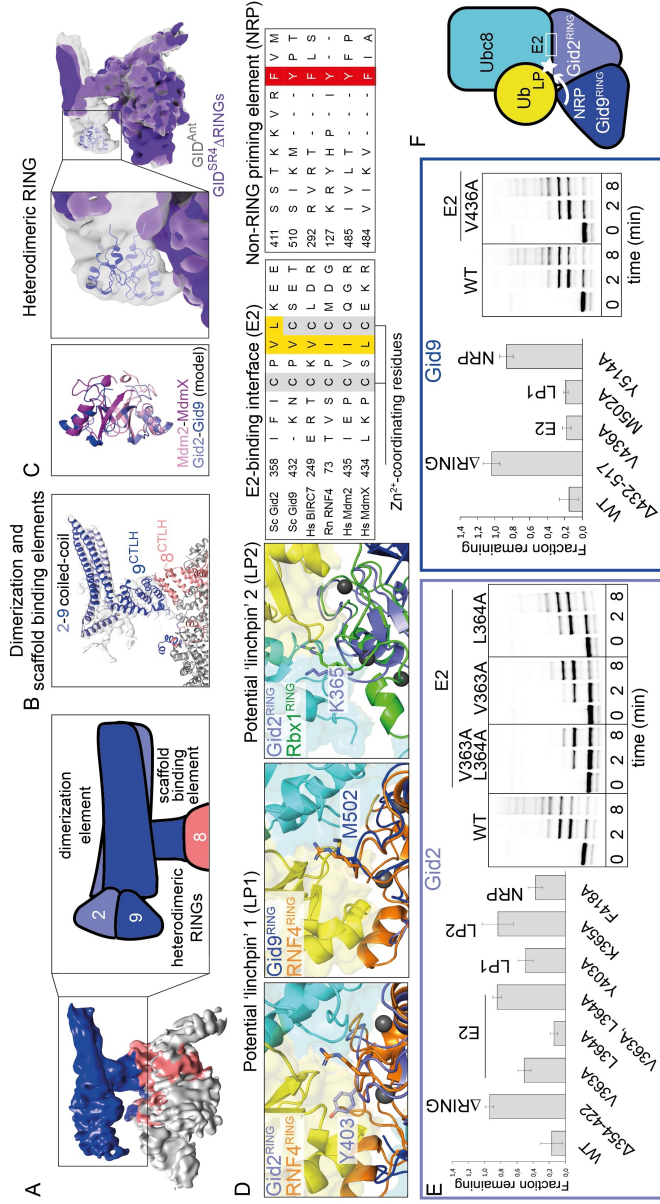 A
dimerization
element
2
9
heterodimeric
RINGs
scaffold
binding
element
8
B
Dimerization and
scaffold binding elements
2-9 coiled-coil
9CTLH
8CTLH
C
Mdm2-MdmX
Gid2-Gid9 (model)
Heterodimeric RING
GIDAnt
GIDSR4ΔRINGs
D
Potential 'linchpin' 1 (LP1)
Gid2RING
RNF4RING
Y403
Gid9RING
RNF4RING
M502
Potential 'linchpin' 2 (LP2)
Gid2RING
Rbx1RING
K365
E2-binding interface (E2)
Non-RING priming element (NRP)
Sc Gid2 358 I F I C P V L K E E 411 S S T K K V R F V M
Sc Gid9 432 - K N C P V C S E T 510 S I K M - - - Y P T
Hs BIRC7 249 E R T C K V C L D R 292 R V R T - - - F L S
Rn RNF4 73 T V S C P I C M D G 127 K R Y H P - I Y - -
Hs Mdm2 435 I E P C V I C Q G R 485 I V L T - - - Y F P
Hs MdmX 434 L K P C S L C E K R 484 V I K V - - - F I A
Zn2+-coordinating residues
E
Gid2
Fraction remaining
1,4
1,2
1,0
0,8
0,6
0,4
0,2
0,0
ΔRING
E2
LP1
LP2
NRP
WT
Δ354-422
V363A
L364A
V363A, L364A
Y403A
K365A
F418A
E2
WT
V363A
L364A
V363A
L364A
0 2 8 0 2 8 0 2 8 0 2 8
time (min)
Gid9
Fraction remaining
1,4
1,2
1,0
0,8
0,6
0,4
0,2
0,0
ΔRING
E2
LP1
NRP
WT
Δ432-517
V436A
M502A
Y514A
E2
WT
V436A
0 2 8 0 2 8
time (min)
F
Ubc8
E2
Ub
LP
Gid2RING
NRP
Gid9RING